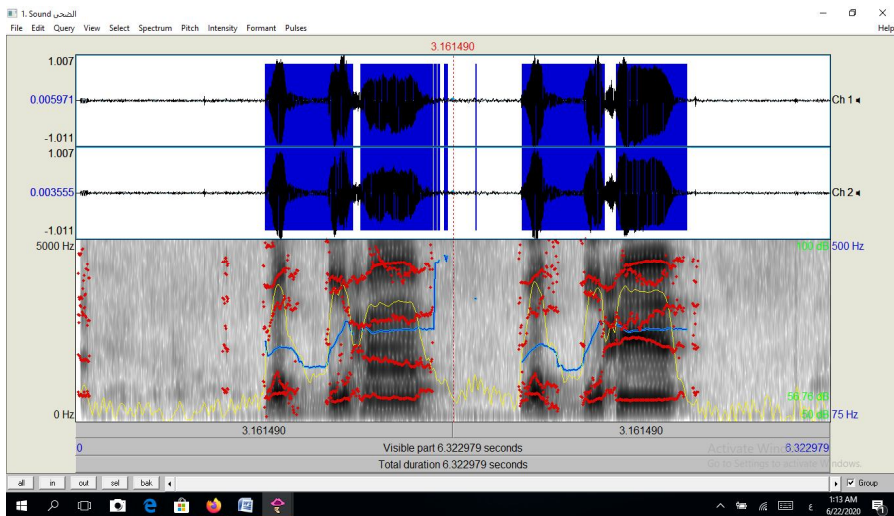 1. Sound الضحى
File Edit Query View Select Spectrum Pitch Intensity Formant Pulses Help
3.161490
1.007
0.005971 Ch 1
-1.011
1.007
0.003555 Ch 2
-1.011
5000 Hz 100 dB 500 Hz
50 dB
0 Hz 75 Hz
3.161490 3.161490
0 Visible part 6.322979 seconds 6.322979
Total duration 6.322979 seconds
Activate Windows
Go to Settings to activate Windows.
all in out sel bak Group
1:13 AM
6/22/2020